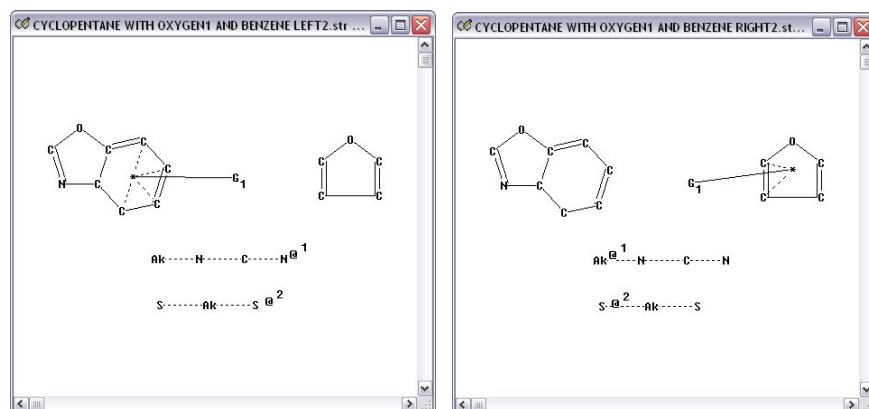 CYCLOPENTANE WITH OXYGEN1 AND BENZENE LEFT2.str ...
O
C
C
C
C
N
C
*
G1
C
C
O
C
C
C
C
Ak N C N @1
S Ak S @2
CYCLOPENTANE WITH OXYGEN1 AND BENZENE RIGHT2.st...
O
C
C
C
C
N
C
C
C
G1
O
C
C
*
C
C
Ak @1 N C N
S @2 Ak S